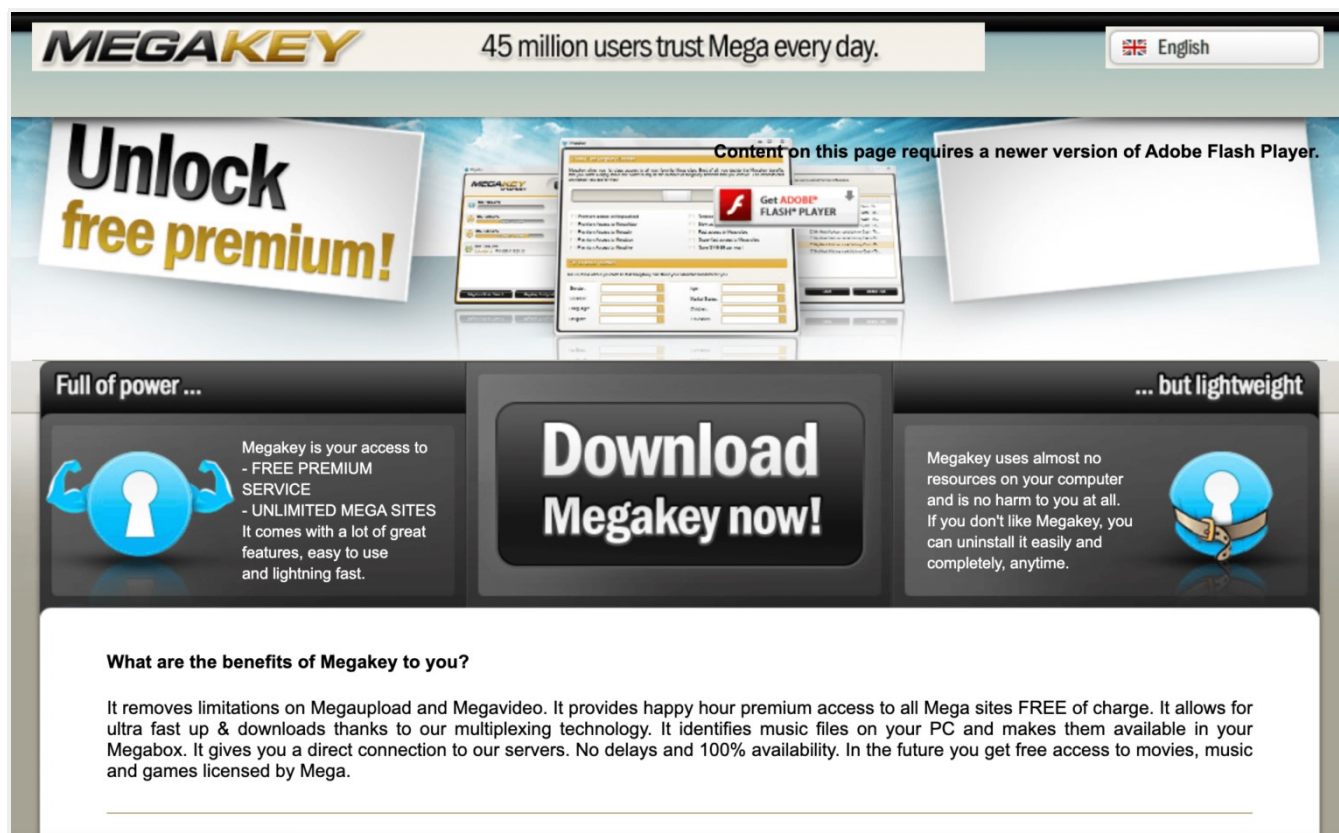 MEGAKEY
45 million users trust Mega every day.
English
Unlock
free premium!
Content on this page requires a newer version of Adobe Flash Player.
MEGAKEY
Get ADOBE®
FLASH® PLAYER
Full of power ...
... but lightweight
Megakey is your access to
- FREE PREMIUM
SERVICE
- UNLIMITED MEGA SITES
It comes with a lot of great
features, easy to use
and lightning fast.
Download
Megakey now!
Megakey uses almost no
resources on your computer
and is no harm to you at all.
If you don't like Megakey, you
can uninstall it easily and
completely, anytime.
What are the benefits of Megakey to you?
It removes limitations on Megaupload and Megavideo. It provides happy hour premium access to all Mega sites FREE of charge. It allows for
ultra fast up & downloads thanks to our multiplexing technology. It identifies music files on your PC and makes them available in your
Megabox. It gives you a direct connection to our servers. No delays and 100% availability. In the future you get free access to movies, music
and games licensed by Mega.